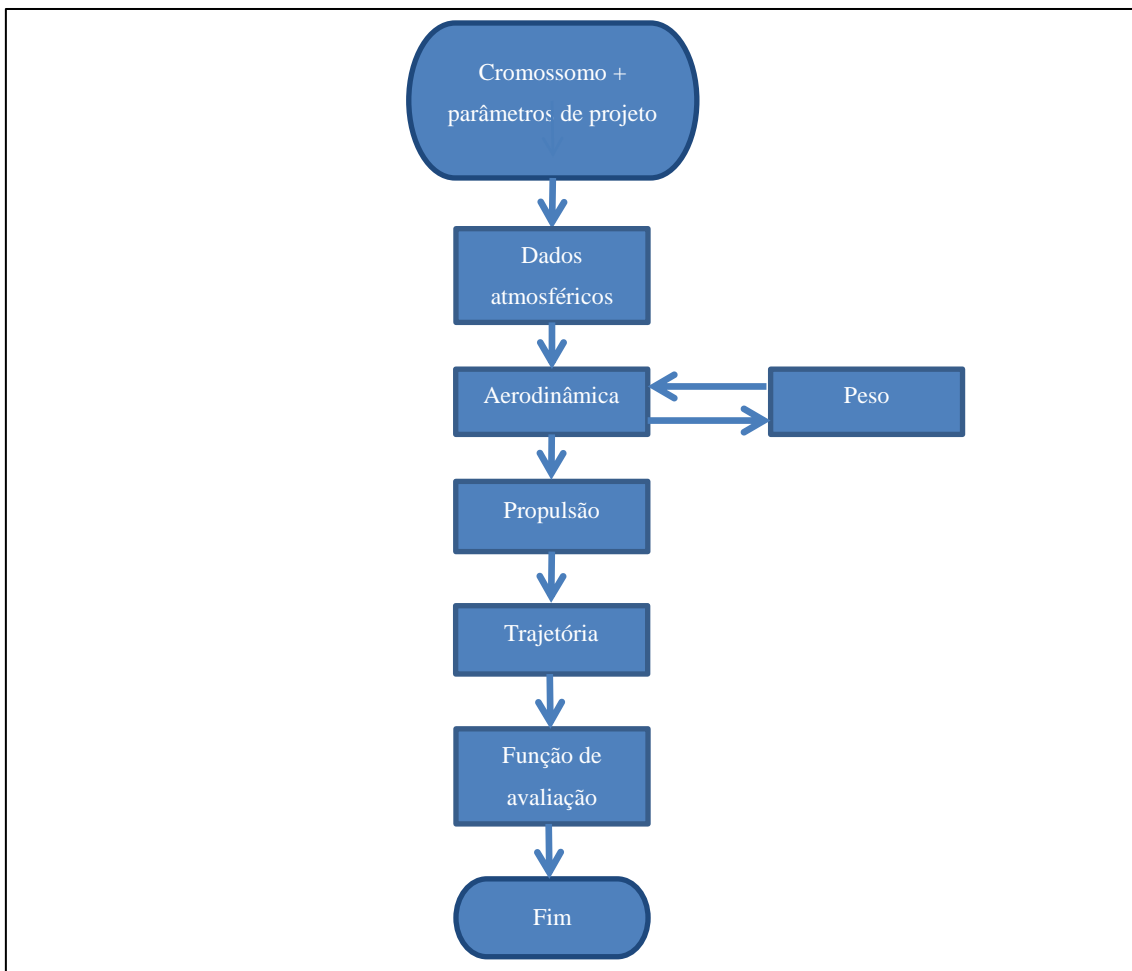 Cromossomo +
parâmetros de projeto
Dados
atmosféricos
Aerodinâmica
Peso
Propulsão
Trajetória
Função de
avaliação
Fim